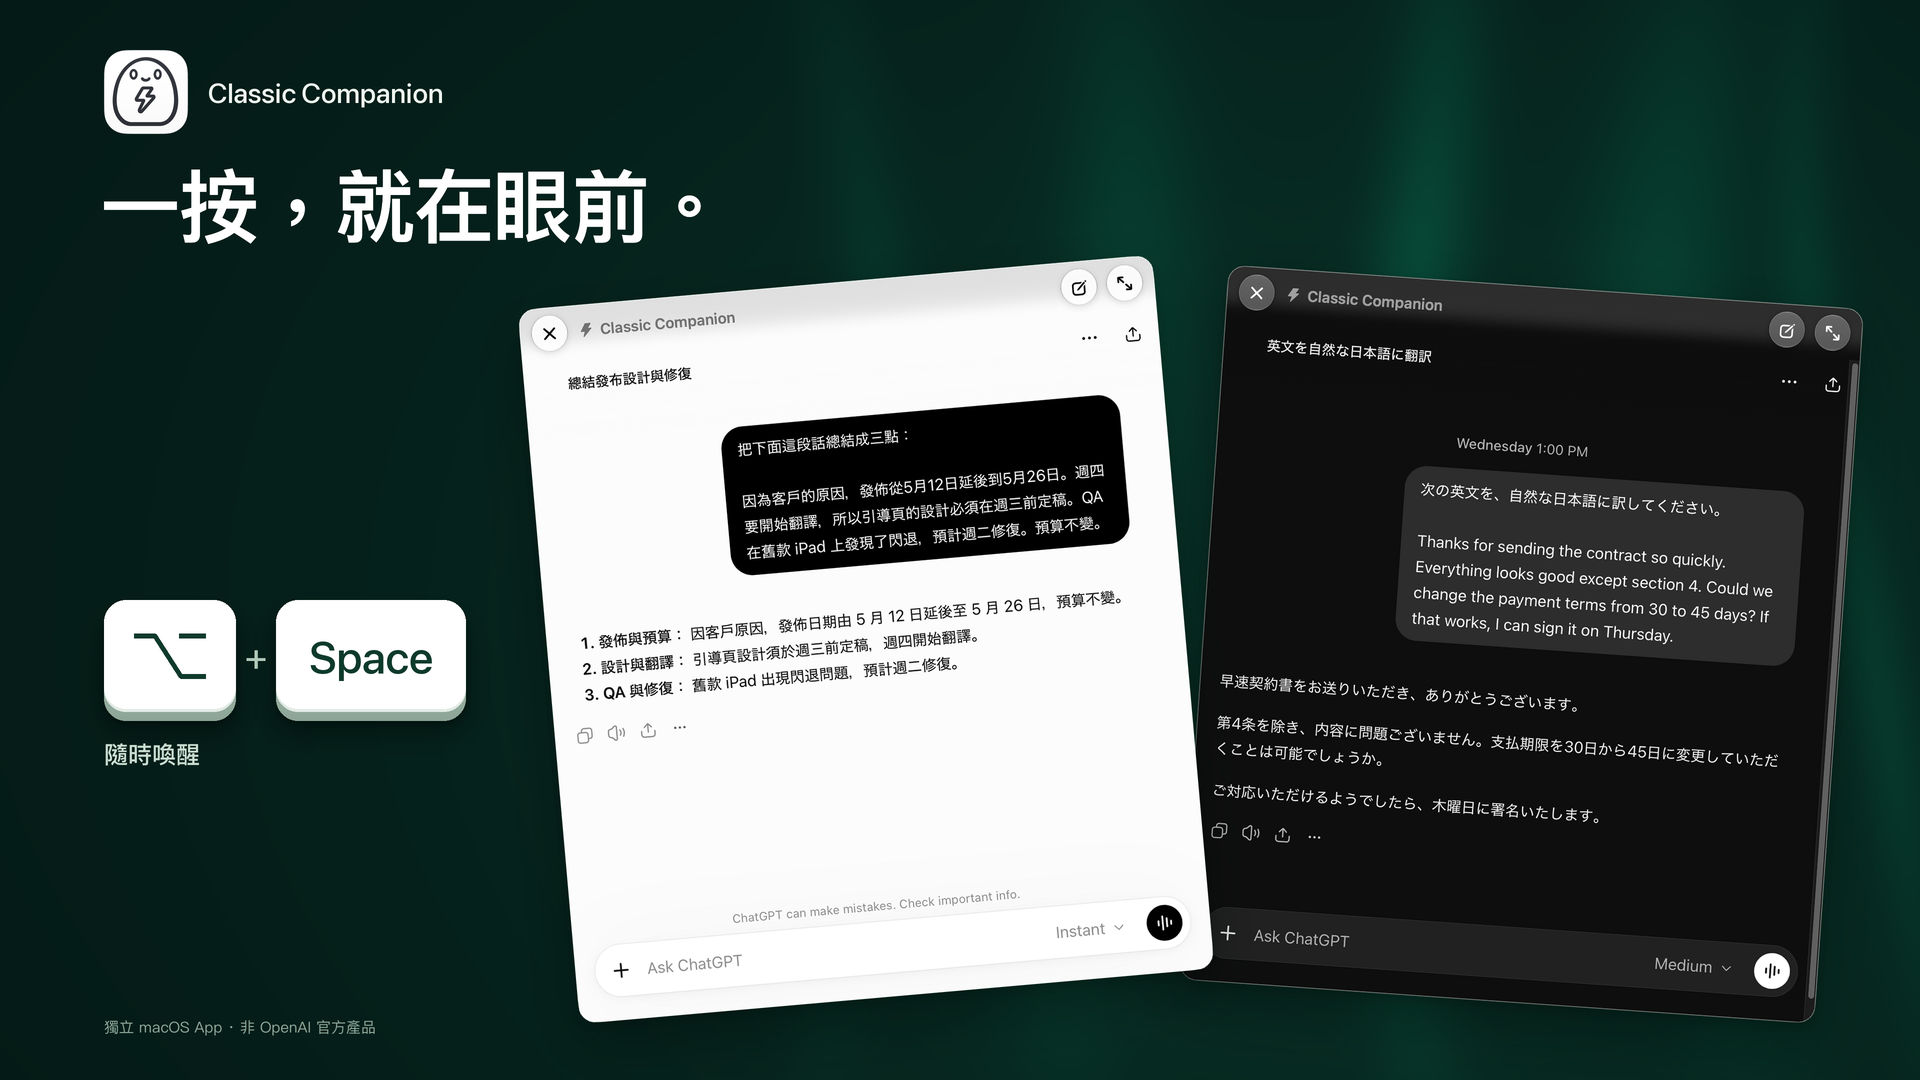 Classic Companion
一按，就在眼前。
⌥ + Space
隨時喚醒
獨立 macOS App · 非 OpenAI 官方產品
Classic Companion
總結發布設計與修復
把下面這段話總結成三點：
因為客戶的原因，發佈從5月12日延後到5月26日。週四
要開始翻譯，所以引導頁的設計必須在週三前定稿。QA
在舊款 iPad 上發現了閃退，預計週二修復。預算不變。
1. 發佈與預算： 因客戶原因，發佈日期由 5 月 12 日延後至 5 月 26 日，預算不變。
2. 設計與翻譯： 引導頁設計須於週三前定稿，週四開始翻譯。
3. QA 與修復： 舊款 iPad 出現閃退問題，預計週二修復。
ChatGPT can make mistakes. Check important info.
Ask ChatGPT
Instant
Classic Companion
英文を自然な日本語に翻訳
Wednesday 1:00 PM
次の英文を、自然な日本語に訳してください。
Thanks for sending the contract so quickly.
Everything looks good except section 4. Could we
change the payment terms from 30 to 45 days? If
that works, I can sign it on Thursday.
早速契約書をお送りいただき、ありがとうございます。
第4条を除き、内容に問題ございません。支払期限を30日から45日に変更していただ
くことは可能でしょうか。
ご対応いただけるようでしたら、木曜日に署名いたします。
Ask ChatGPT
Medium